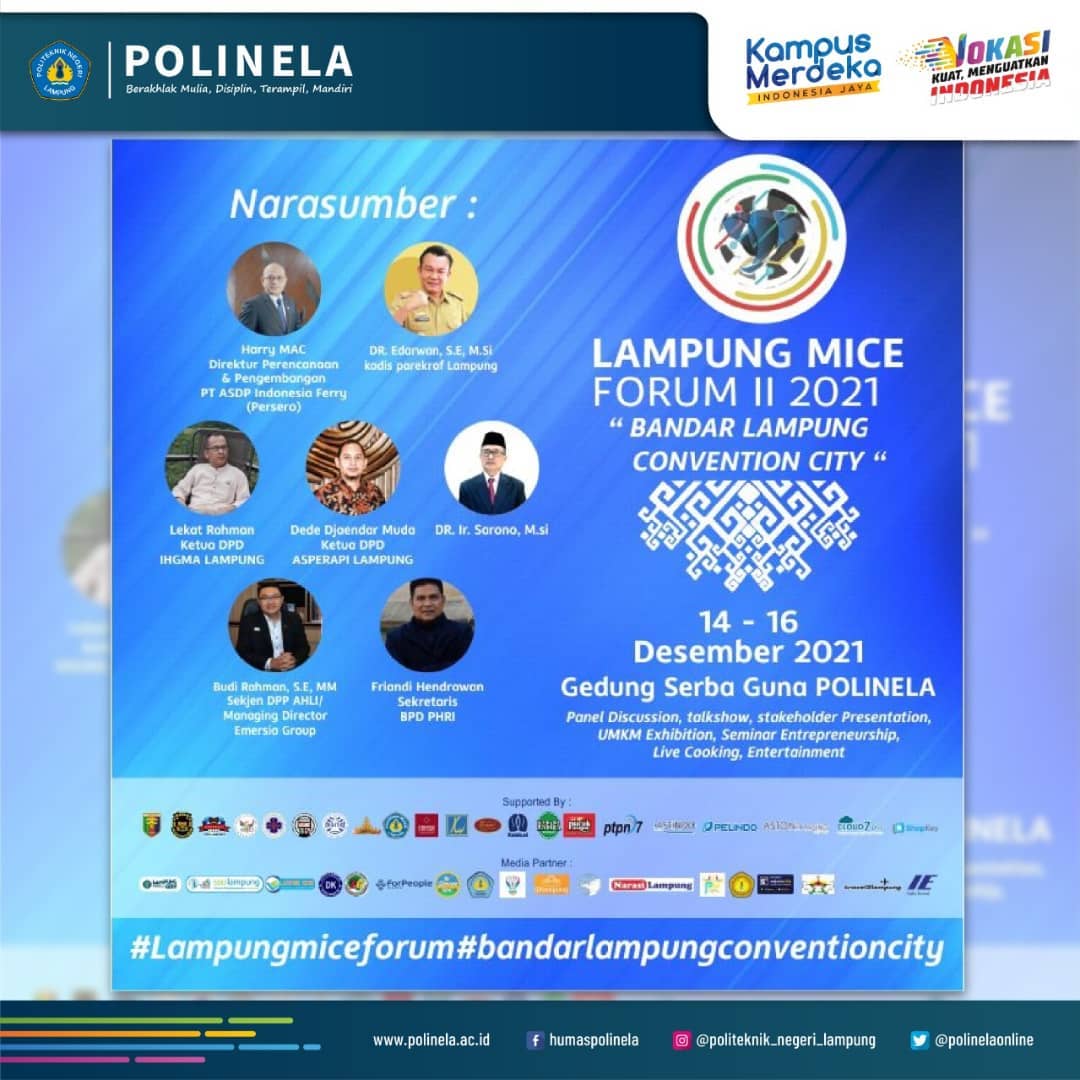 POLITEKNIK NEGERI
LAMPUNG
POLINELA
Berakhlak Mulia, Disiplin, Terampil, Mandiri
Kampus
Merdeka
INDONESIA JAYA
VOKASI
KUAT, MENGUATKAN
INDONESIA
Narasumber :
Harry MAC
Direktur Perencanaan
& Pengembangan
PT ASDP Indonesia Ferry
(Persero)
DR. Edarwan, S.E, M.Si
kadis parekraf Lampung
Lekat Rahman
Ketua DPD
IHGMA LAMPUNG
Dede Djaendar Muda
Ketua DPD
ASPERAPI LAMPUNG
DR. Ir. Sarono, M.si
Budi Rahman, S.E, MM
Sekjen DPP AHLI/
Managing Director
Emersia Group
Friandi Hendrawan
Sekretaris
BPD PHRI
LAMPUNG MICE
FORUM II 2021
“ BANDAR LAMPUNG
CONVENTION CITY “
14 - 16
Desember 2021
Gedung Serba Guna POLINELA
Panel Discussion, talkshow, stakeholder Presentation,
UMKM Exhibition, Seminar Entrepreneurship,
Live Cooking, Entertainment
Supported By :
ptpn 7
PELINDO
ASTON
CLOUD
Media Partner :
ForPeople
DK
Narasi Lampung
IE
#Lampungmiceforum#bandarlampungconventioncity
www.polinela.ac.id
humaspolinela
@politeknik_negeri_lampung
@polinelaonline